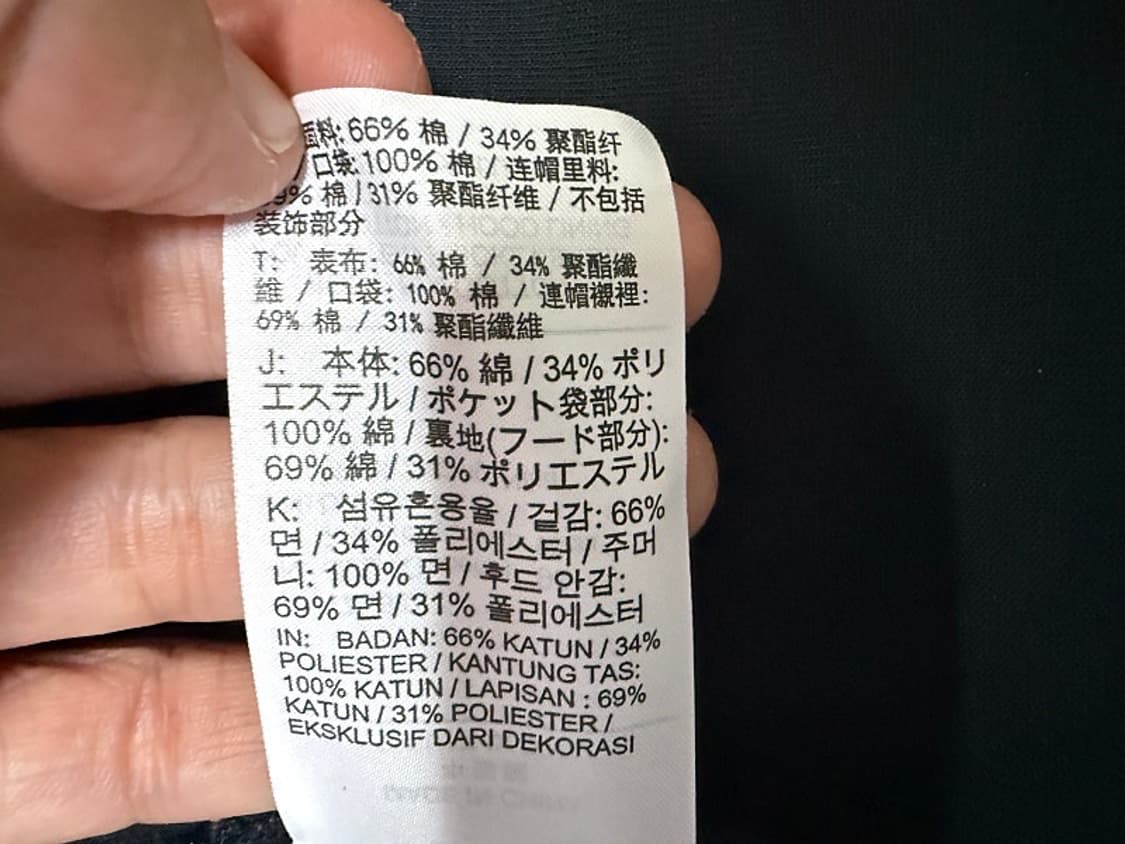 面料: 66% 棉 / 34% 聚酯纤
/ 口袋: 100% 棉 / 连帽里料:
69% 棉 / 31% 聚酯纤维 / 不包括
装饰部分
T: 表布: 66% 棉 / 34% 聚酯纖
維 / 口袋: 100% 棉 / 連帽襯裡:
69% 棉 / 31% 聚酯纖維
J: 本体: 66% 綿 / 34% ポリ
エステル / ポケット袋部分:
100% 綿 / 裏地(フード部分):
69% 綿 / 31% ポリエステル
K: 섬유혼용율 / 겉감: 66%
면 / 34% 폴리에스터 / 주머
니: 100% 면 / 후드 안감:
69% 면 / 31% 폴리에스터
IN: BADAN: 66% KATUN / 34%
POLIESTER / KANTUNG TAS:
100% KATUN / LAPISAN : 69%
KATUN / 31% POLIESTER /
EKSKLUSIF DARI DEKORASI